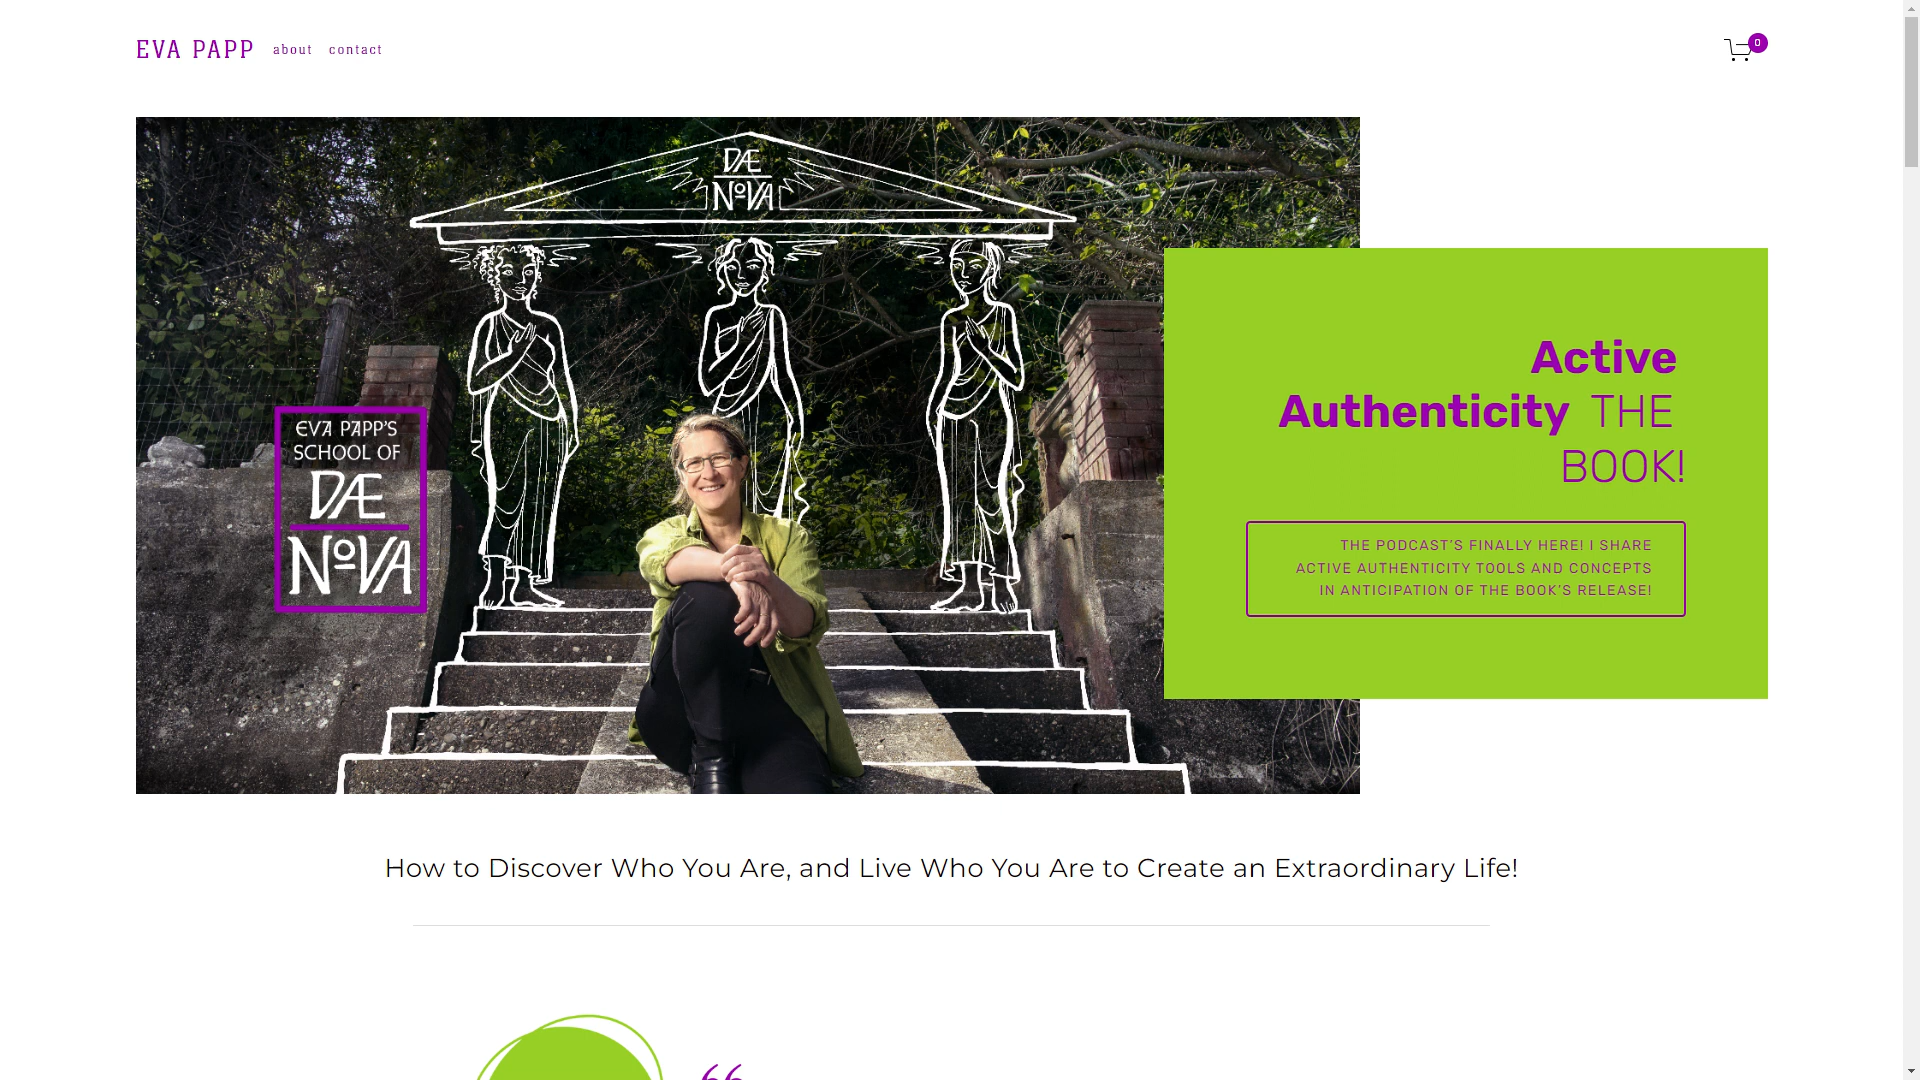 EVA PAPP
about
contact
0
DÆ
NoVA
EVA PAPP'S
SCHOOL OF
DÆ
NoVA
Active
Authenticity THE
BOOK!
THE PODCAST'S FINALLY HERE! I SHARE
ACTIVE AUTHENTICITY TOOLS AND CONCEPTS
IN ANTICIPATION OF THE BOOK'S RELEASE!
How to Discover Who You Are, and Live Who You Are to Create an Extraordinary Life!
“